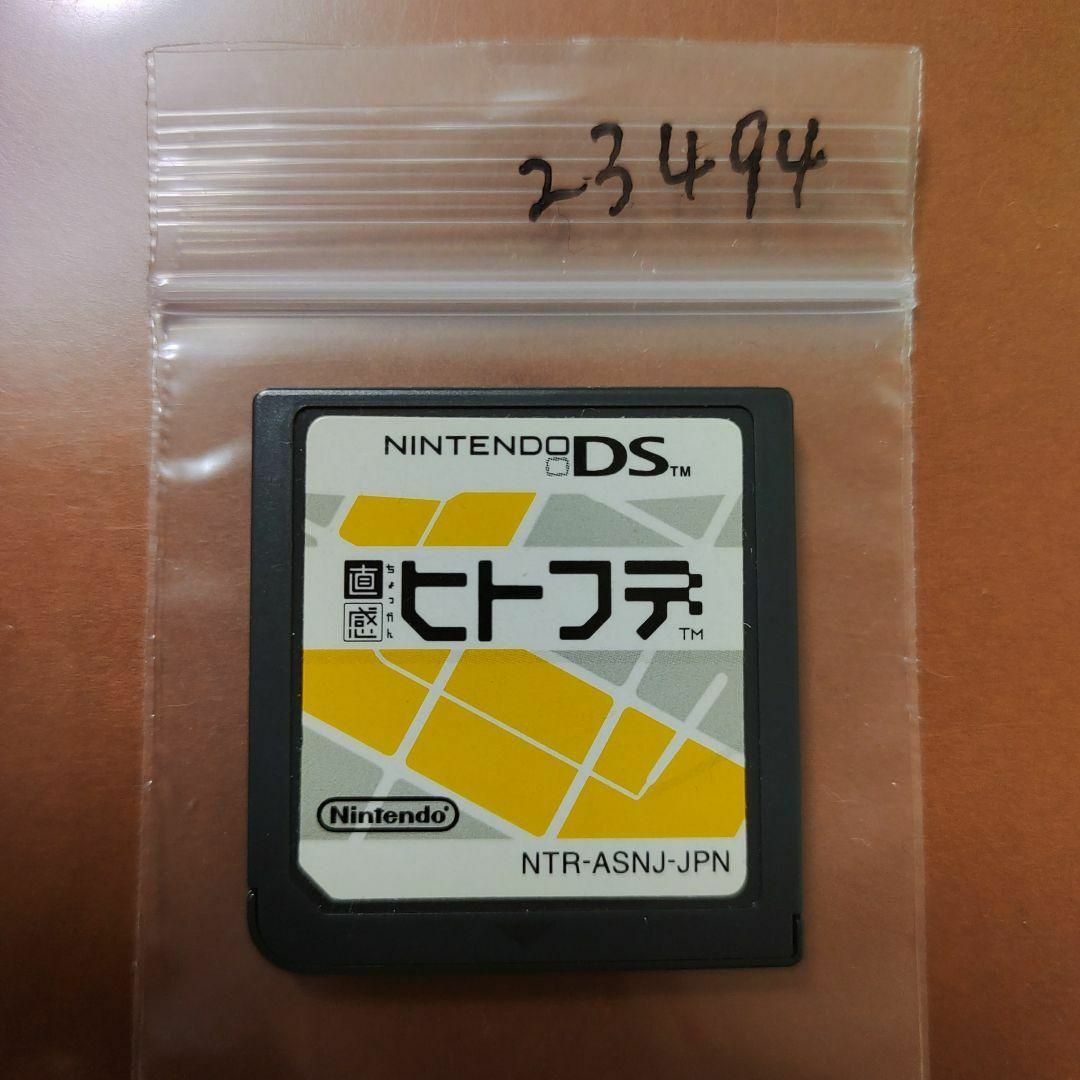 23494
NINTENDO DS™
直感 ちょっかん ヒトフデ™
Nintendo
NTR-ASNJ-JPN